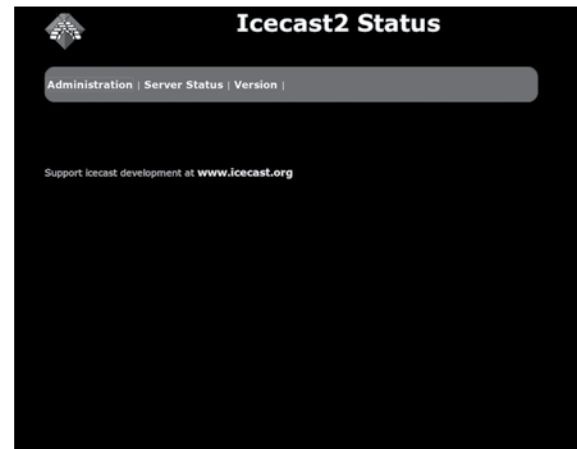 Icecast2 Status
Administration | Server Status | Version |
Support icecast development at www.icecast.org